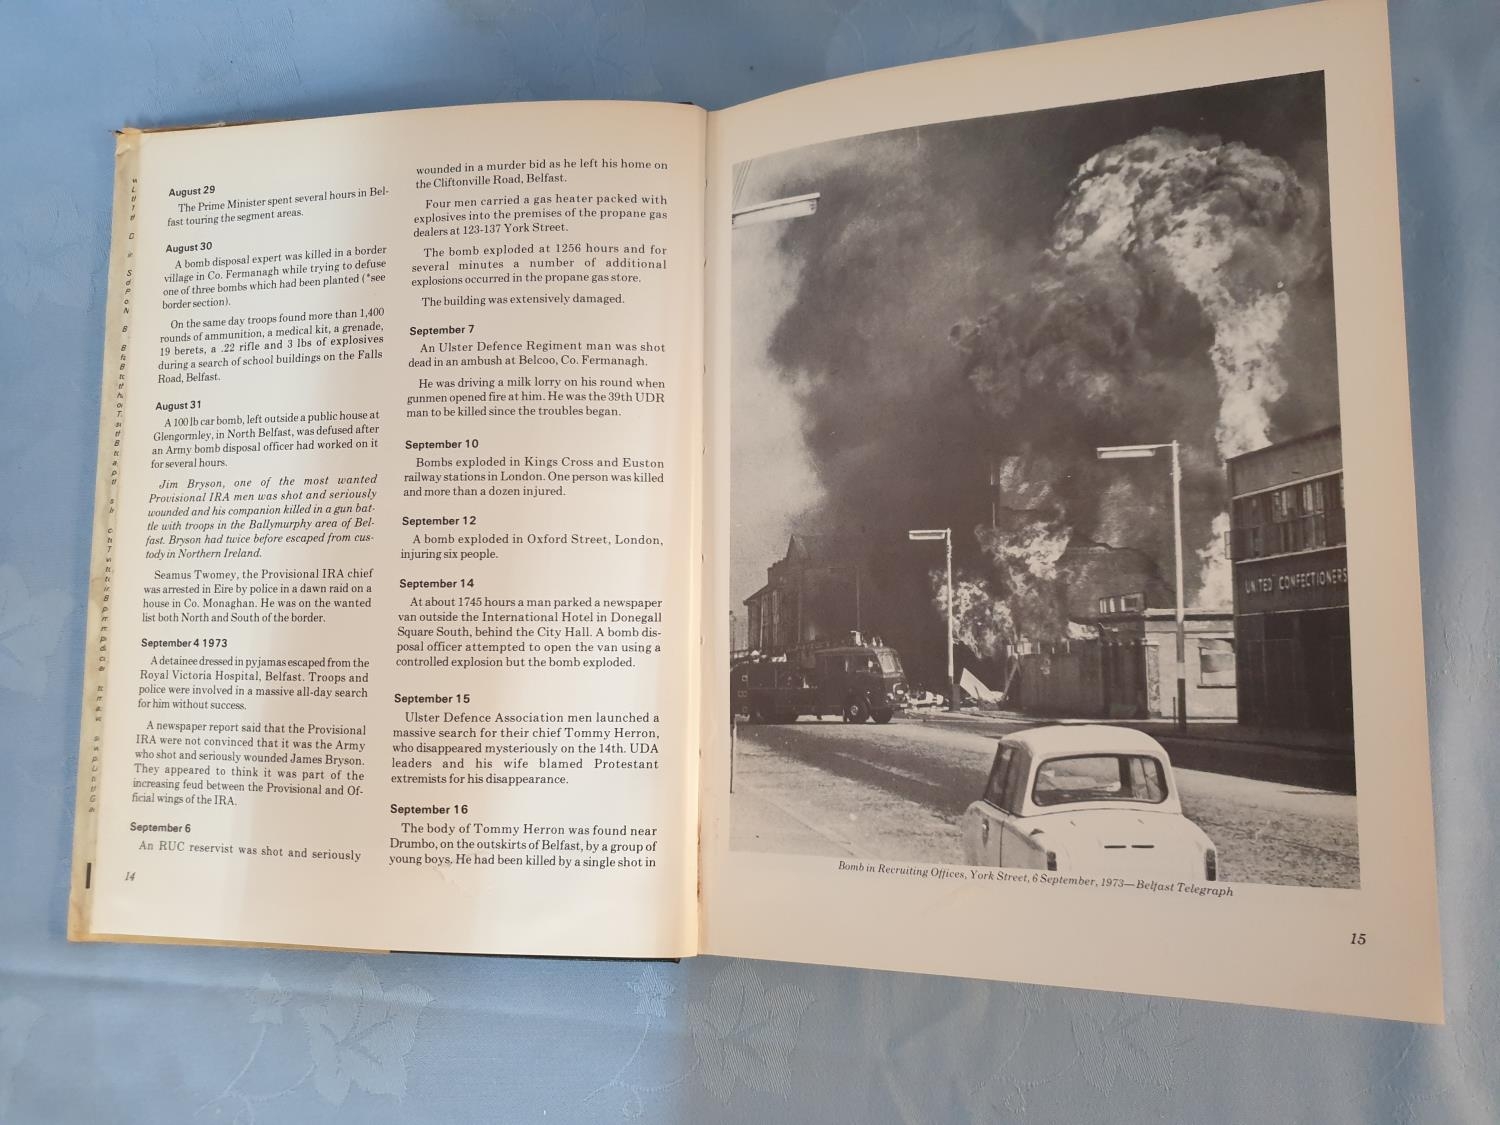 August 29
The Prime Minister spent several hours in Bel-
fast touring the segment areas.
August 30
A bomb disposal expert was killed in a border
village in Co. Fermanagh while trying to defuse
one of three bombs which had been planted (*see
border section).
On the same day troops found more than 1,400
rounds of ammunition, a medical kit, a grenade,
19 berets, a .22 rifle and 3 lbs of explosives
during a search of school buildings on the Falls
Road, Belfast.
August 31
A 100 lb car bomb, left outside a public house at
Glengormley, in North Belfast, was defused after
an Army bomb disposal officer had worked on it
for several hours.
Jim Bryson, one of the most wanted
Provisional IRA men was shot and seriously
wounded and his companion killed in a gun bat-
tle with troops in the Ballymurphy area of Bel-
fast. Bryson had twice before escaped from cus-
tody in Northern Ireland.
Seamus Twomey, the Provisional IRA chief
was arrested in Eire by police in a dawn raid on a
house in Co. Monaghan. He was on the wanted
list both North and South of the border.
September 4 1973
A detainee dressed in pyjamas escaped from the
Royal Victoria Hospital, Belfast. Troops and
police were involved in a massive all-day search
for him without success.
A newspaper report said that the Provisional
IRA were not convinced that it was the Army
who shot and seriously wounded James Bryson.
They appeared to think it was part of the
increasing feud between the Provisional and Of-
ficial wings of the IRA.
September 6
An RUC reservist was shot and seriously
14
wounded in a murder bid as he left his home on
the Cliftonville Road, Belfast.
Four men carried a gas heater packed with
explosives into the premises of the propane gas
dealers at 123-137 York Street.
The bomb exploded at 1256 hours and for
several minutes a number of additional
explosions occurred in the propane gas store.
The building was extensively damaged.
September 7
An Ulster Defence Regiment man was shot
dead in an ambush at Belcoo, Co. Fermanagh.
He was driving a milk lorry on his round when
gunmen opened fire at him. He was the 39th UDR
man to be killed since the troubles began.
September 10
Bombs exploded in Kings Cross and Euston
railway stations in London. One person was killed
and more than a dozen injured.
September 12
A bomb exploded in Oxford Street, London,
injuring six people.
September 14
At about 1745 hours a man parked a newspaper
van outside the International Hotel in Donegall
Square South, behind the City Hall. A bomb dis-
posal officer attempted to open the van using a
controlled explosion but the bomb exploded.
September 15
Ulster Defence Association men launched a
massive search for their chief Tommy Herron,
who disappeared mysteriously on the 14th. UDA
leaders and his wife blamed Protestant
extremists for his disappearance.
September 16
The body of Tommy Herron was found near
Drumbo, on the outskirts of Belfast, by a group of
young boys. He had been killed by a single shot in
UNITED CONFECTIONERS
Bomb in Recruiting Offices, York Street, 6 September, 1973—Belfast Telegraph
15